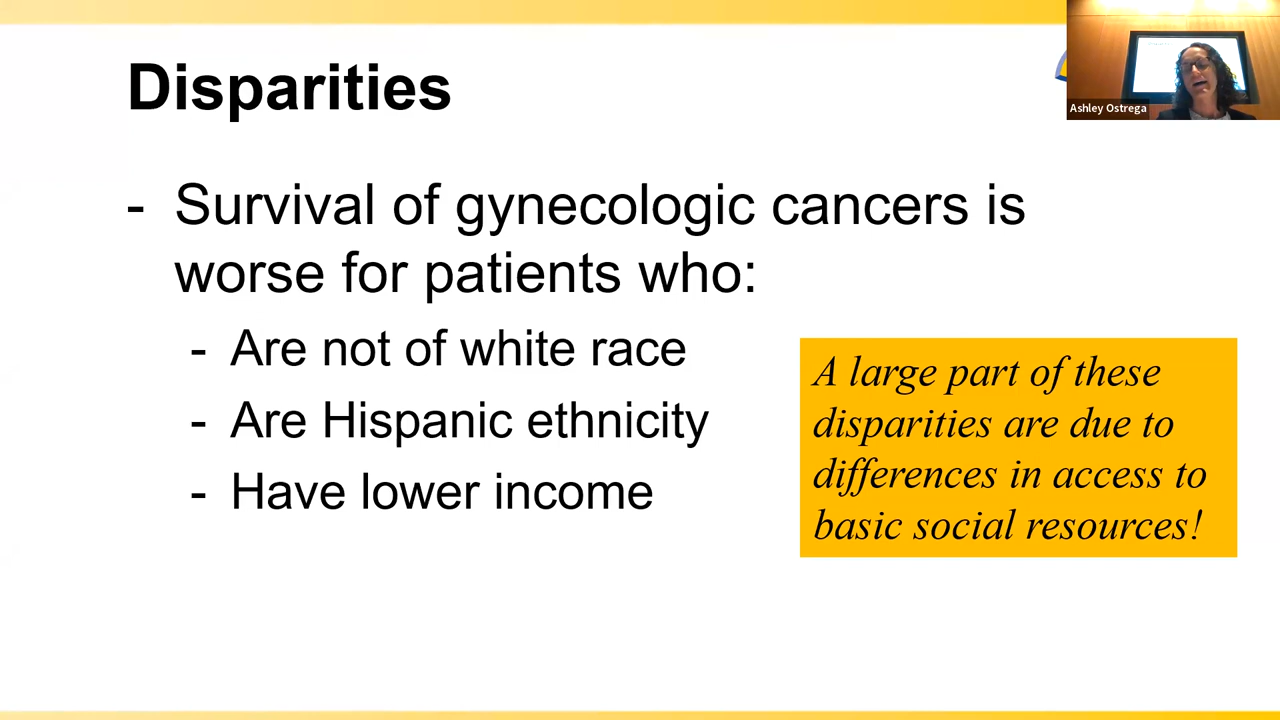 Disparities
Ashley Ostrega
- Survival of gynecologic cancers is
worse for patients who:
- Are not of white race
- Are Hispanic ethnicity
- Have lower income
A large part of these
disparities are due to
differences in access to
basic social resources!